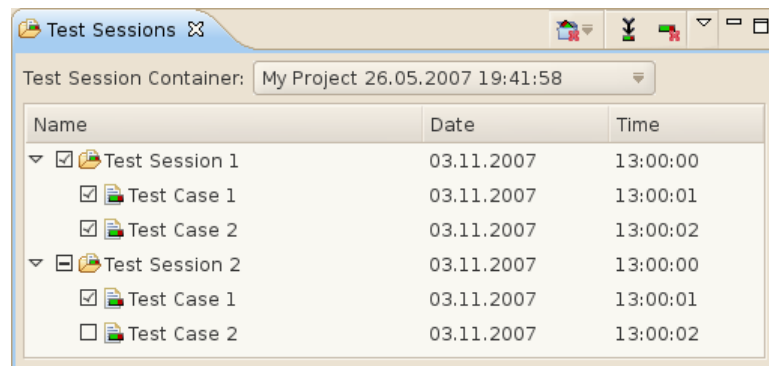 Test Sessions
Test Session Container: My Project 26.05.2007 19:41:58
Name Date Time
Test Session 1 03.11.2007 13:00:00
Test Case 1 03.11.2007 13:00:01
Test Case 2 03.11.2007 13:00:02
Test Session 2 03.11.2007 13:00:00
Test Case 1 03.11.2007 13:00:01
Test Case 2 03.11.2007 13:00:02